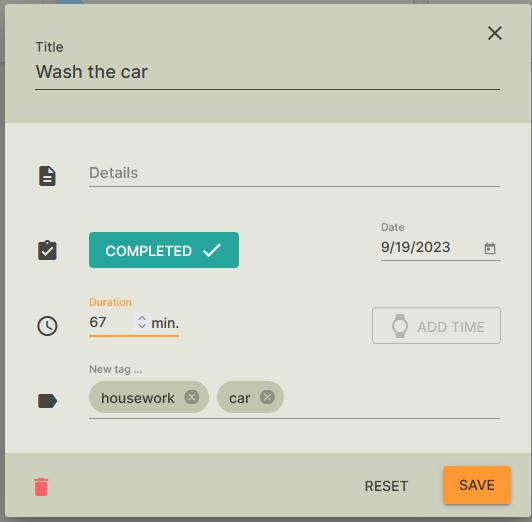 Title
Wash the car
Details
COMPLETED
Date
9/19/2023
Duration
67 min.
ADD TIME
New tag ...
housework car
RESET SAVE